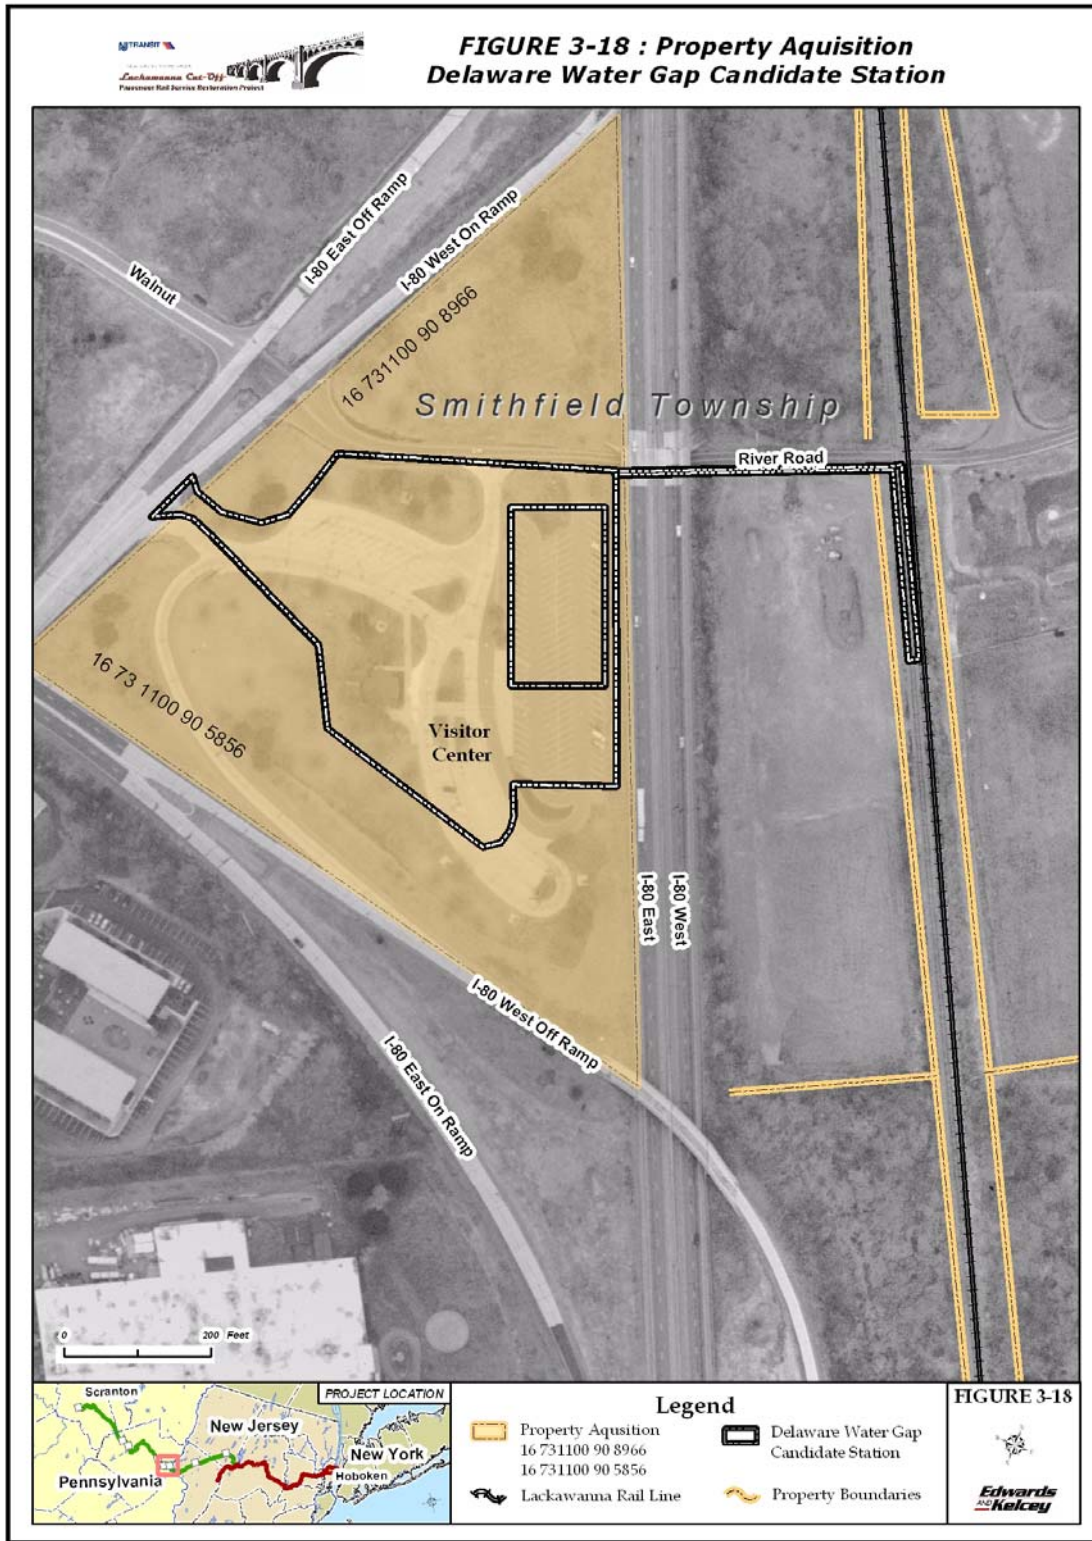 NJ TRANSIT
Lackawanna Cut-Off
Passenger Rail Service Restoration Project
FIGURE 3-18 : Property Aquisition
Delaware Water Gap Candidate Station
I-80 East Off Ramp
I-80 West On Ramp
Walnut
16 731100 90 8966
Smithfield Township
River Road
16 73 1100 90 5856
Visitor
Center
I-80 East
I-80 West
I-80 West Off Ramp
I-80 East On Ramp
0 200 Feet
PROJECT LOCATION
Scranton
New Jersey
New York
Hoboken
Pennsylvania
Legend
Property Aqusition
16 731100 90 8966
16 731100 90 5856
Lackawanna Rail Line
Delaware Water Gap
Candidate Station
Property Boundaries
FIGURE 3-18
Edwards
AND Kelcey